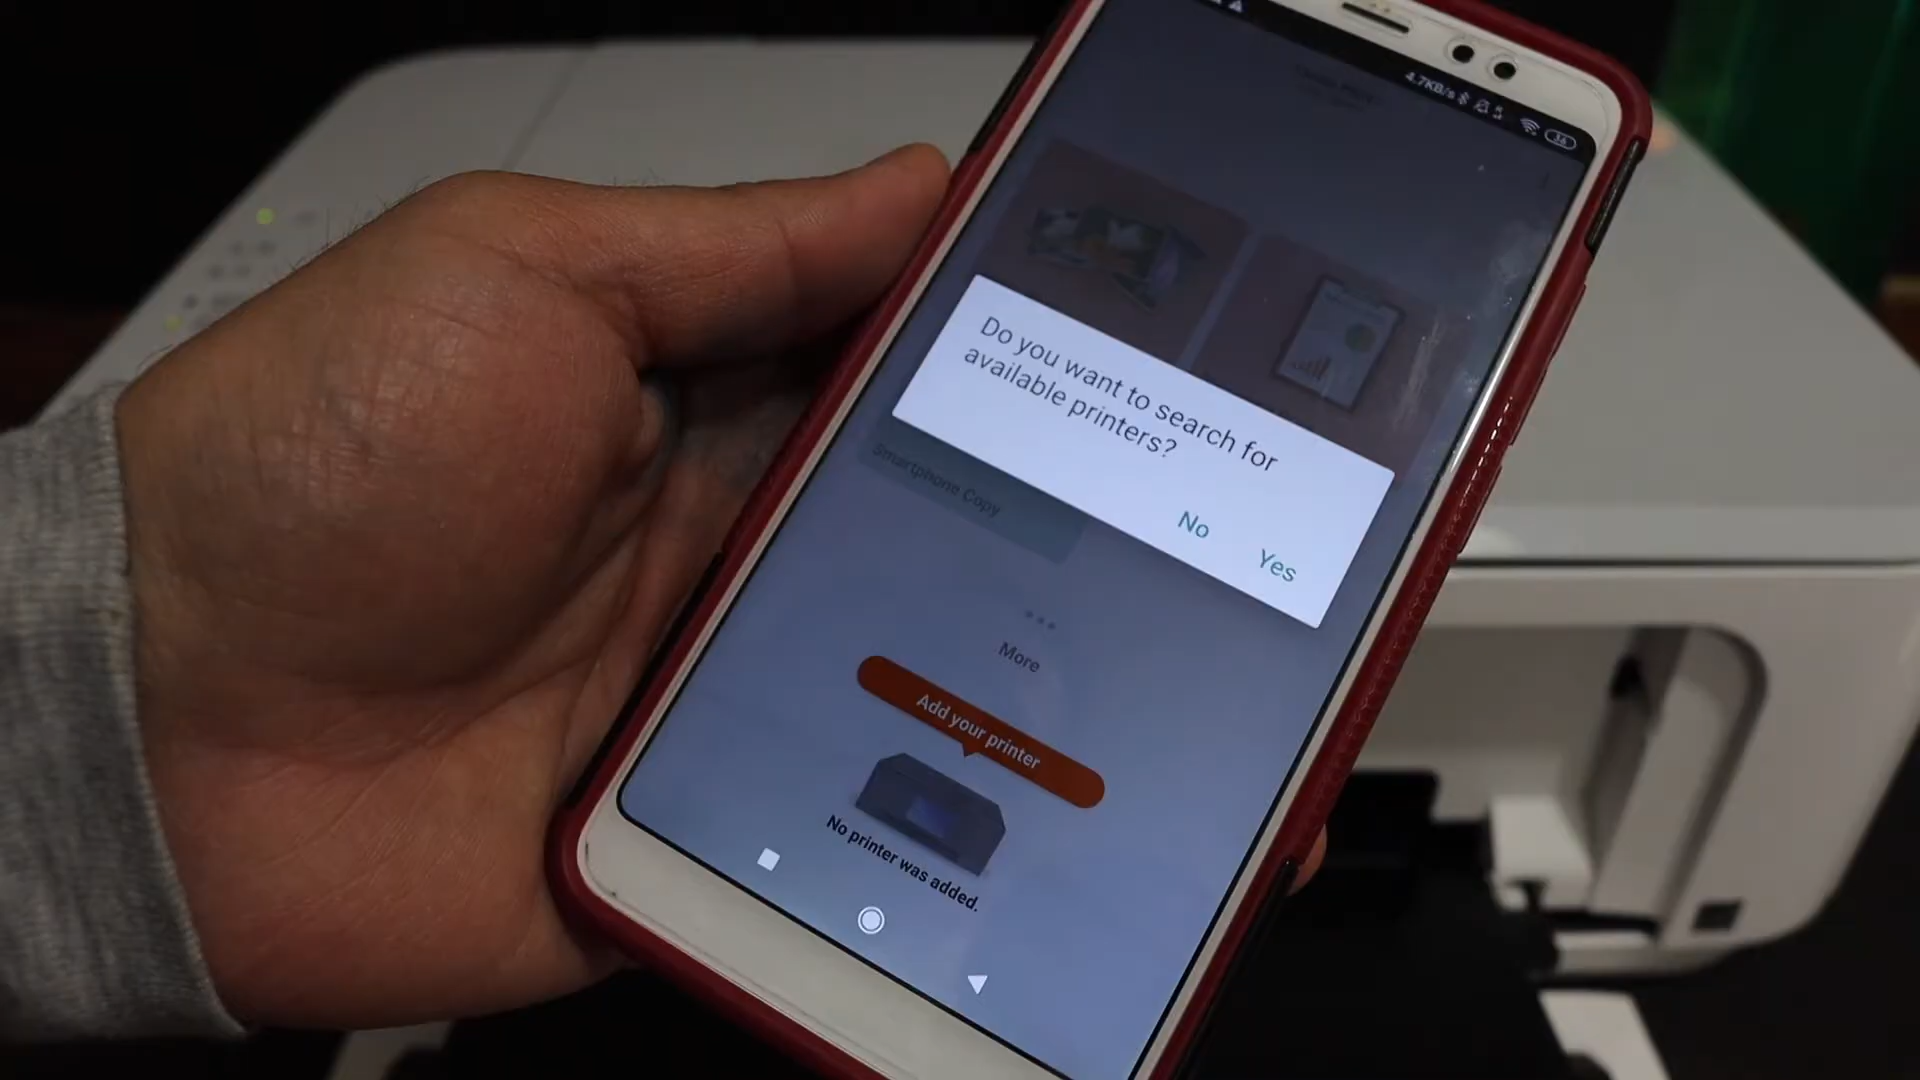 4.7KB/s
36
Do you want to search for
available printers?
No
Yes
Smartphone Copy
More
Add your printer
No printer was added.